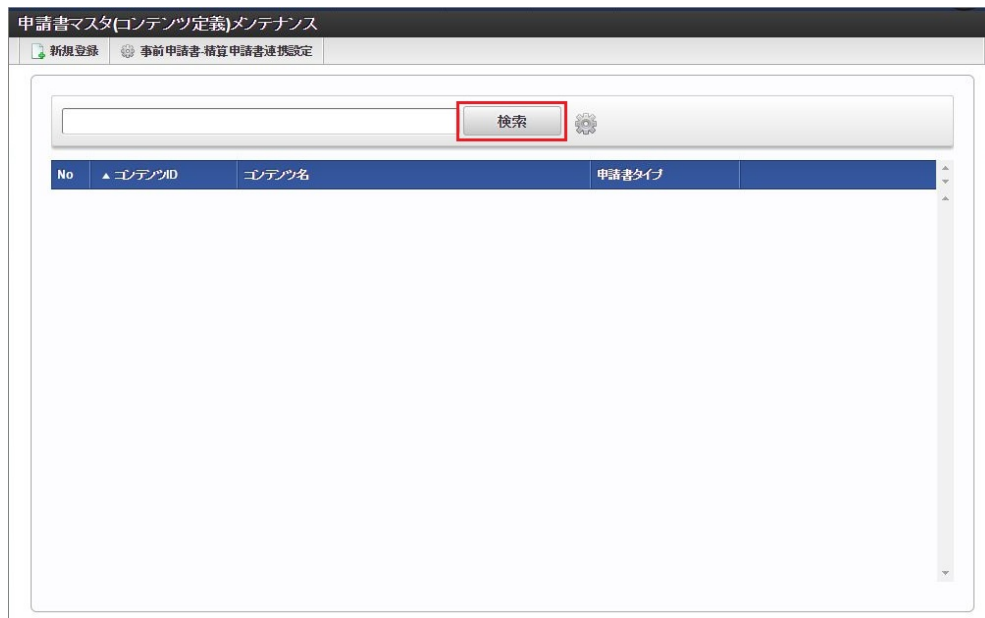 申請書マスタ(コンテンツ定義)メンテナンス
新規登録 事前申請書-精算申請書連携設定
検索
No ▲ コンテンツID コンテンツ名 申請書タイプ